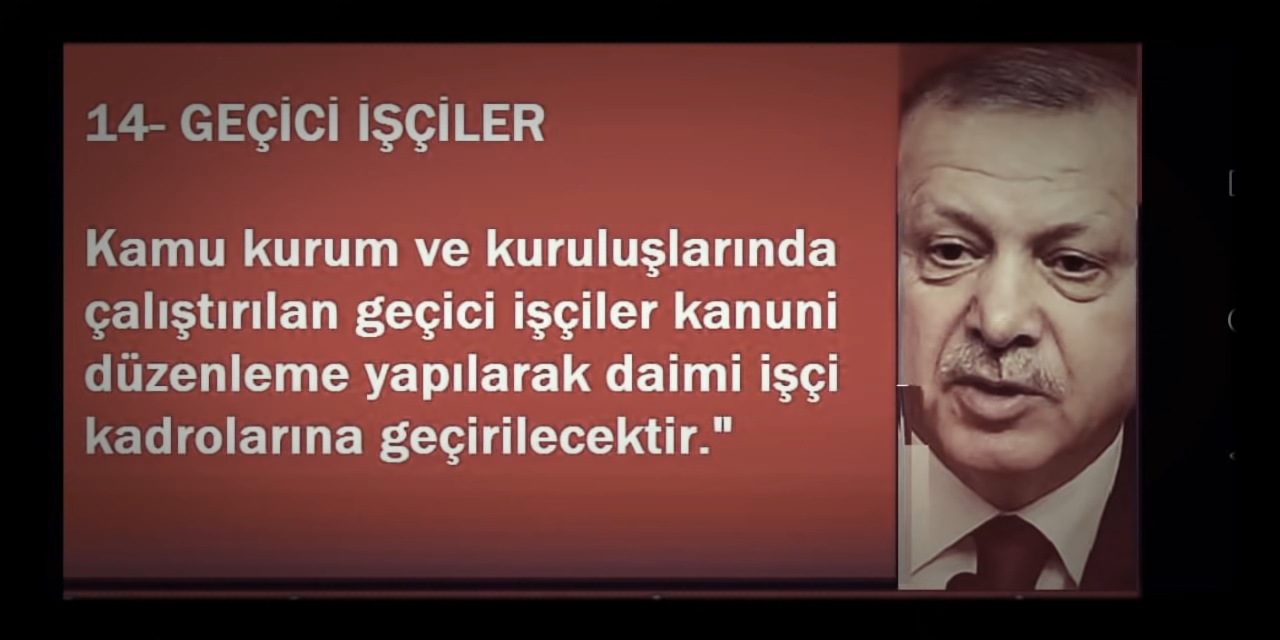 14- GEÇİCİ İŞÇİLER
Kamu kurum ve kuruluşlarında
çalıştırılan geçici işçiler kanuni
düzenleme yapılarak daimi işçi
kadrolarına geçirilecektir."